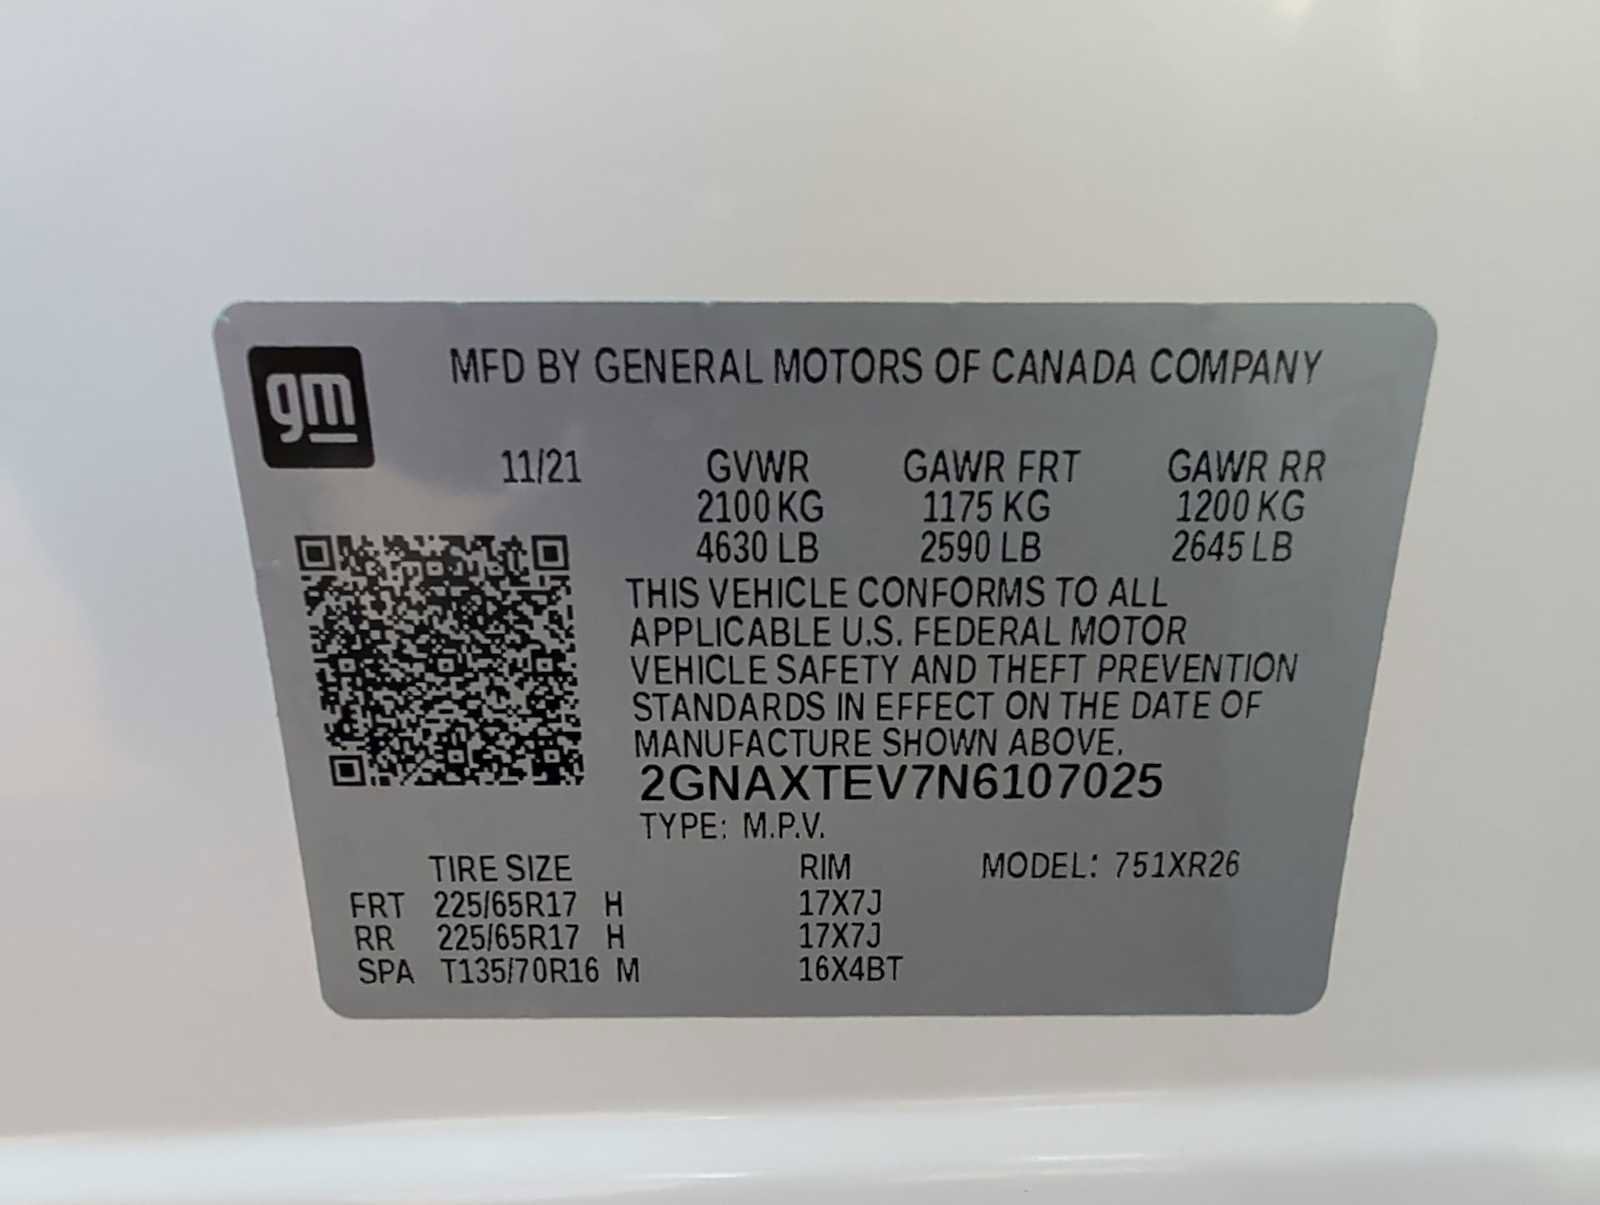 gm
MFD BY GENERAL MOTORS OF CANADA COMPANY
11/21 GVWR GAWR FRT GAWR RR
2100 KG 1175 KG 1200 KG
4630 LB 2590 LB 2645 LB
THIS VEHICLE CONFORMS TO ALL
APPLICABLE U.S. FEDERAL MOTOR
VEHICLE SAFETY AND THEFT PREVENTION
STANDARDS IN EFFECT ON THE DATE OF
MANUFACTURE SHOWN ABOVE.
2GNAXTEV7N6107025
TYPE: M.P.V.
TIRE SIZE RIM MODEL: 751XR26
FRT 225/65R17 H 17X7J
RR 225/65R17 H 17X7J
SPA T135/70R16 M 16X4BT